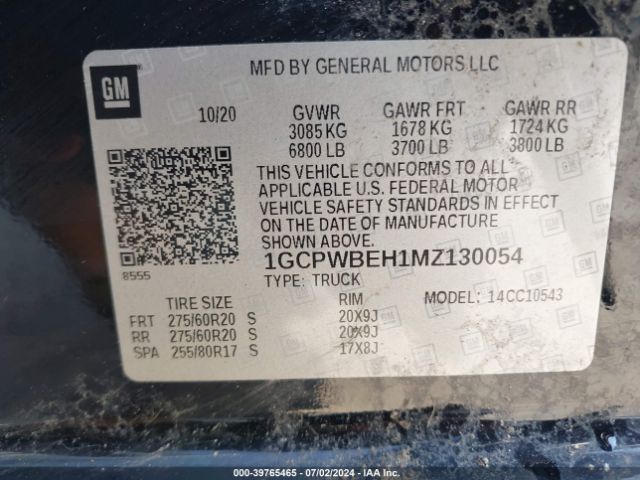 GM
MFD BY GENERAL MOTORS LLC
10/20 GVWR GAWR FRT GAWR RR
3085 KG 1678 KG 1724 KG
6800 LB 3700 LB 3800 LB
THIS VEHICLE CONFORMS TO ALL
APPLICABLE U.S. FEDERAL MOTOR
VEHICLE SAFETY STANDARDS IN EFFECT
ON THE DATE OF MANUFACTURE
SHOWN ABOVE.
8555
1GCPWBEH1MZ130054
TYPE: TRUCK MODEL: 14CC10543
TIRE SIZE RIM
FRT 275/60R20 S 20X9J
RR 275/60R20 S 20X9J
SPA 255/80R17 S 17X8J
000-39765465 - 07/02/2024 - IAA Inc.